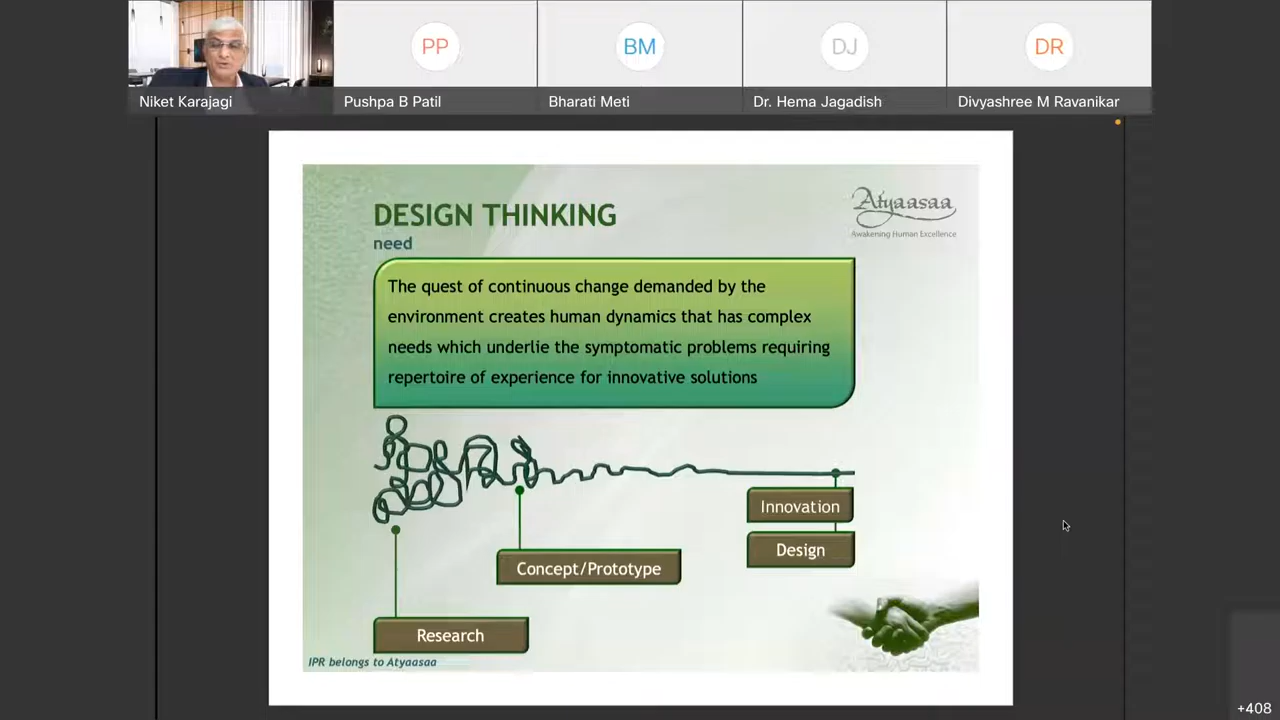 PP
BM
DJ
DR
Niket Karajagi
Pushpa B Patil
Bharati Meti
Dr. Hema Jagadish
Divyashree M Ravanikar
DESIGN THINKING
need
Atyaasaa
Awakening Human Excellence
The quest of continuous change demanded by the
environment creates human dynamics that has complex
needs which underlie the symptomatic problems requiring
repertoire of experience for innovative solutions
Innovation
Design
Concept/Prototype
Research
IPR belongs to Atyaasaa
+408